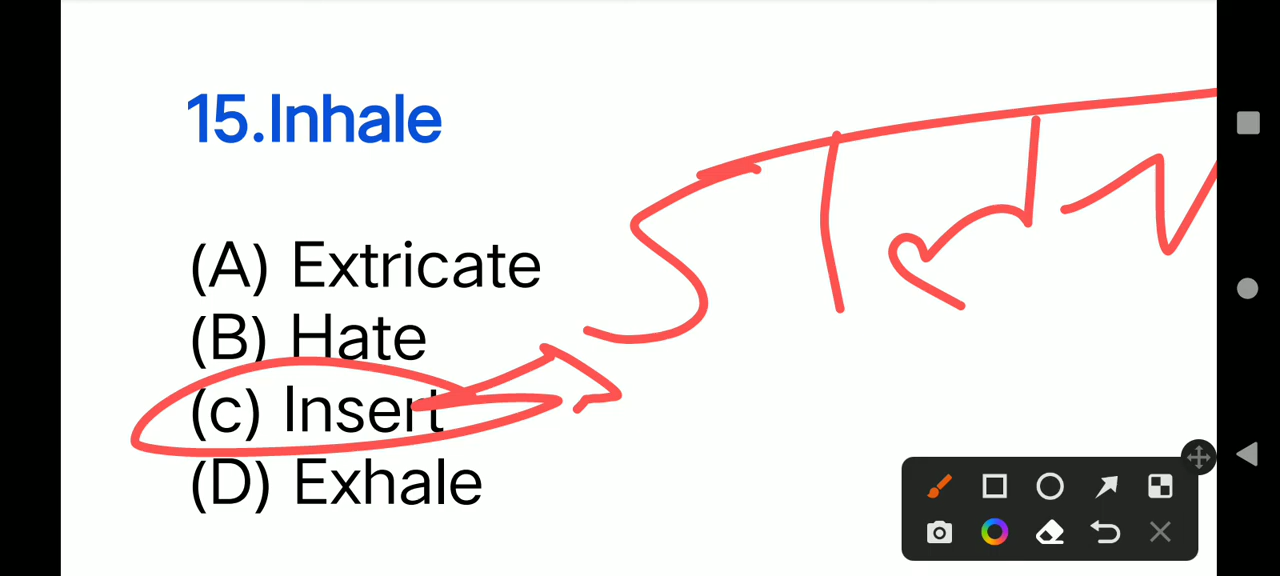 15.Inhale
(A) Extricate
(B) Hate
(c) Insert
(D) Exhale